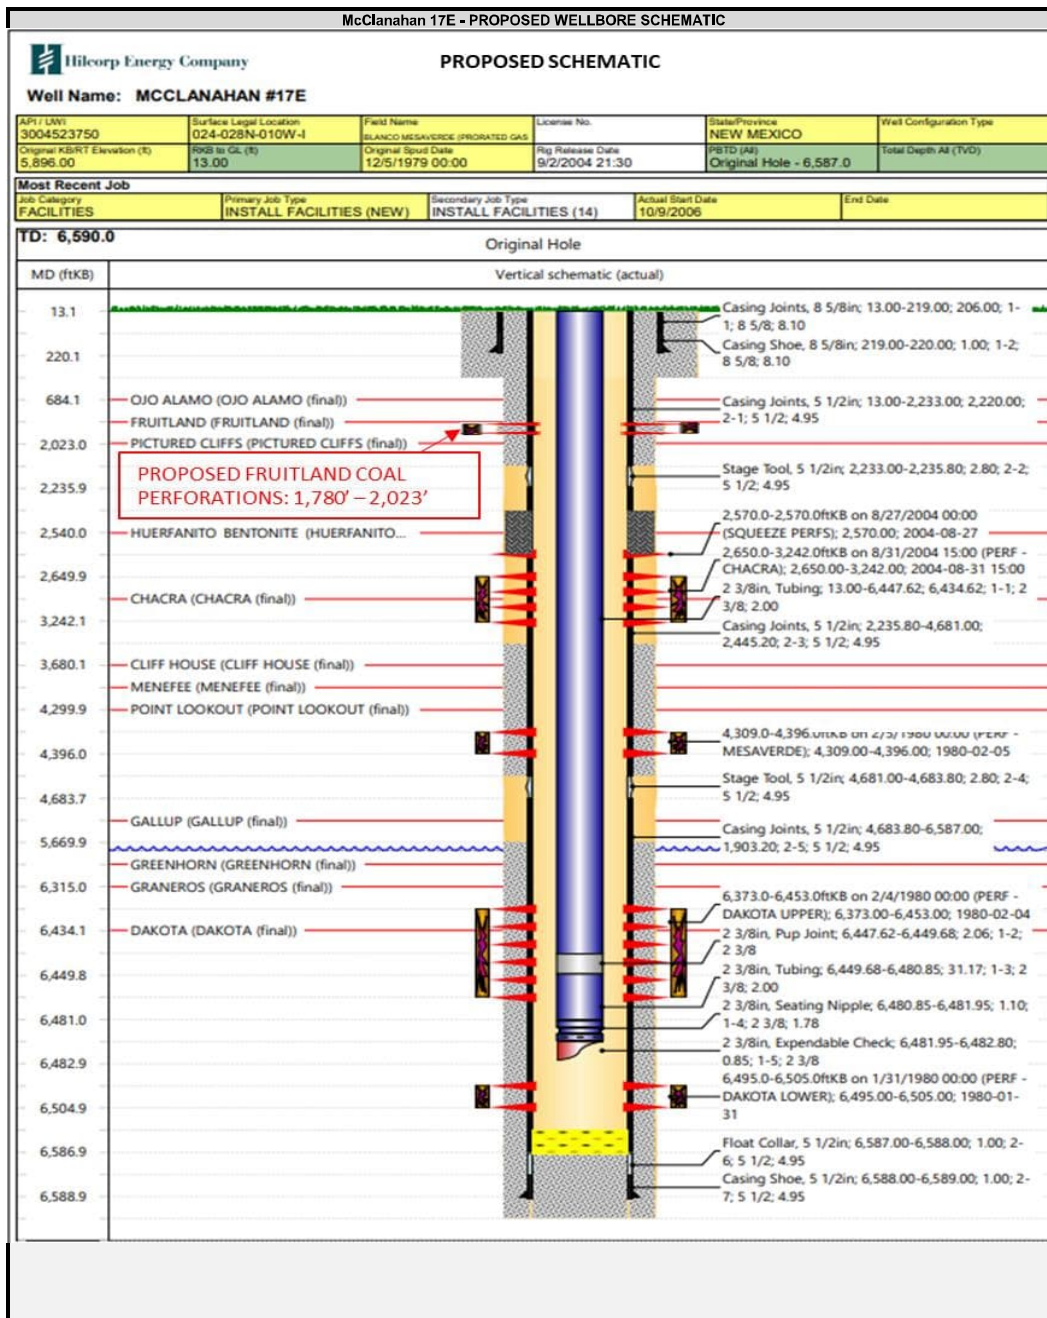 McClanahan 17E - PROPOSED WELLBORE SCHEMATIC
Hilcorp Energy Company
PROPOSED SCHEMATIC
Well Name: MCCLANAHAN #17E
API / UWI
3004523750
Surface Legal Location
024-028N-010W-I
Field Name
BLANCO MESAVERDE (PRORATED GAS
License No.
State/Province
NEW MEXICO
Well Configuration Type
Original KB/RT Elevation (ft)
5,896.00
RKB to GL (ft)
13.00
Original Spud Date
12/5/1979 00:00
Rig Release Date
9/2/2004 21:30
PBTD (All)
Original Hole - 6,587.0
Total Depth All (TVD)
Most Recent Job
Job Category
FACILITIES
Primary Job Type
INSTALL FACILITIES (NEW)
Secondary Job Type
INSTALL FACILITIES (14)
Actual Start Date
10/9/2006
End Date
TD: 6,590.0
Original Hole
MD (ftKB)
Vertical schematic (actual)
13.1
220.1
684.1
2,023.0
2,235.9
2,540.0
2,649.9
3,242.1
3,680.1
4,299.9
4,396.0
4,683.7
5,669.9
6,315.0
6,434.1
6,449.8
6,481.0
6,482.9
6,504.9
6,586.9
6,588.9
OJO ALAMO (OJO ALAMO (final))
FRUITLAND (FRUITLAND (final))
PICTURED CLIFFS (PICTURED CLIFFS (final))
PROPOSED FRUITLAND COAL
PERFORATIONS: 1,780' – 2,023'
HUERFANITO BENTONITE (HUERFANITO...
CHACRA (CHACRA (final))
CLIFF HOUSE (CLIFF HOUSE (final))
MENEFEE (MENEFEE (final))
POINT LOOKOUT (POINT LOOKOUT (final))
GALLUP (GALLUP (final))
GREENHORN (GREENHORN (final))
GRANEROS (GRANEROS (final))
DAKOTA (DAKOTA (final))
Casing Joints, 8 5/8in; 13.00-219.00; 206.00; 1-
1; 8 5/8; 8.10
Casing Shoe, 8 5/8in; 219.00-220.00; 1.00; 1-2;
8 5/8; 8.10
Casing Joints, 5 1/2in; 13.00-2,233.00; 2,220.00;
2-1; 5 1/2; 4.95
Stage Tool, 5 1/2in; 2,233.00-2,235.80; 2.80; 2-2;
5 1/2; 4.95
2,570.0-2,570.0ftKB on 8/27/2004 00:00
(SQUEEZE PERFS); 2,570.00; 2004-08-27
2,650.0-3,242.0ftKB on 8/31/2004 15:00 (PERF -
CHACRA); 2,650.00-3,242.00; 2004-08-31 15:00
2 3/8in, Tubing; 13.00-6,447.62; 6,434.62; 1-1; 2
3/8; 2.00
Casing Joints, 5 1/2in; 2,235.80-4,681.00;
2,445.20; 2-3; 5 1/2; 4.95
4,309.0-4,396.0ftKB on 2/5/1980 00:00 (PERF -
MESAVERDE); 4,309.00-4,396.00; 1980-02-05
Stage Tool, 5 1/2in; 4,681.00-4,683.80; 2.80; 2-4;
5 1/2; 4.95
Casing Joints, 5 1/2in; 4,683.80-6,587.00;
1,903.20; 2-5; 5 1/2; 4.95
6,373.0-6,453.0ftKB on 2/4/1980 00:00 (PERF -
DAKOTA UPPER); 6,373.00-6,453.00; 1980-02-04
2 3/8in, Pup Joint; 6,447.62-6,449.68; 2.06; 1-2;
2 3/8
2 3/8in, Tubing; 6,449.68-6,480.85; 31.17; 1-3; 2
3/8; 2.00
2 3/8in, Seating Nipple; 6,480.85-6,481.95; 1.10;
1-4; 2 3/8; 1.78
2 3/8in, Expendable Check; 6,481.95-6,482.80;
0.85; 1-5; 2 3/8
6,495.0-6,505.0ftKB on 1/31/1980 00:00 (PERF -
DAKOTA LOWER); 6,495.00-6,505.00; 1980-01-
31
Float Collar, 5 1/2in; 6,587.00-6,588.00; 1.00; 2-
6; 5 1/2; 4.95
Casing Shoe, 5 1/2in; 6,588.00-6,589.00; 1.00; 2-
7; 5 1/2; 4.95